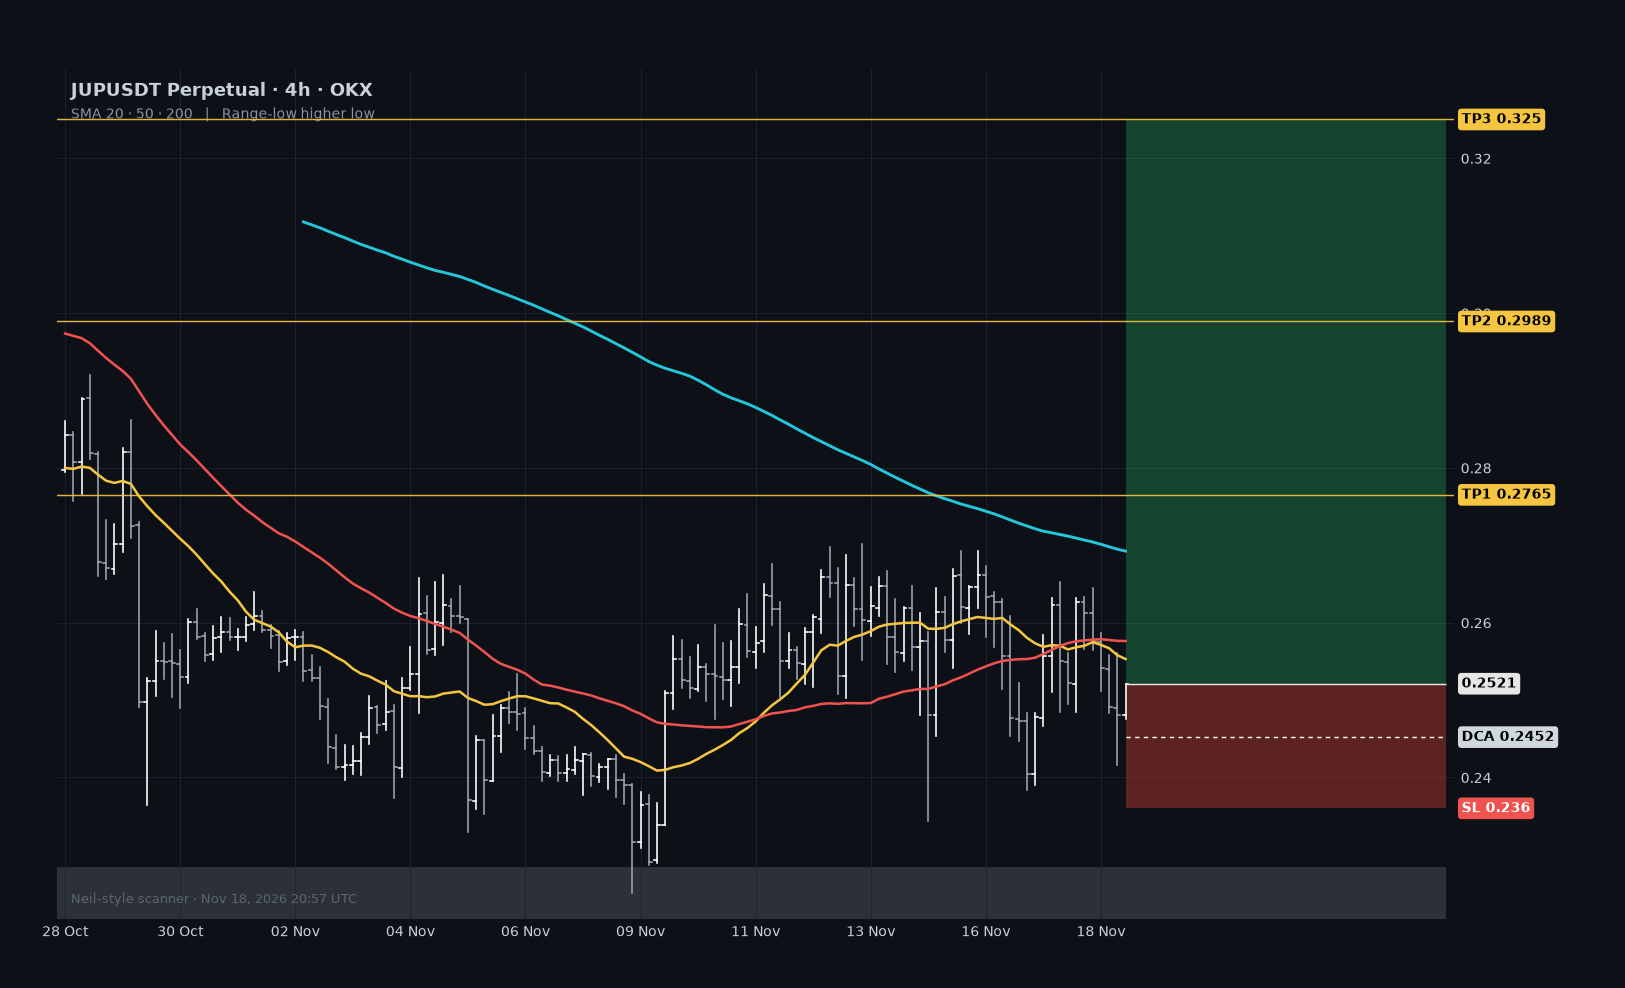 JUPUSDT Perpetual · 4h · OKX
SMA 20 · 50 · 200 | Range-low higher low
TP3 0.325
0.32
TP2 0.2989
0.28
TP1 0.2765
0.26
0.2521
DCA 0.2452
0.24
SL 0.236
Neil-style scanner · Nov 18, 2026 20:57 UTC
28 Oct 30 Oct 02 Nov 04 Nov 06 Nov 09 Nov 11 Nov 13 Nov 16 Nov 18 Nov